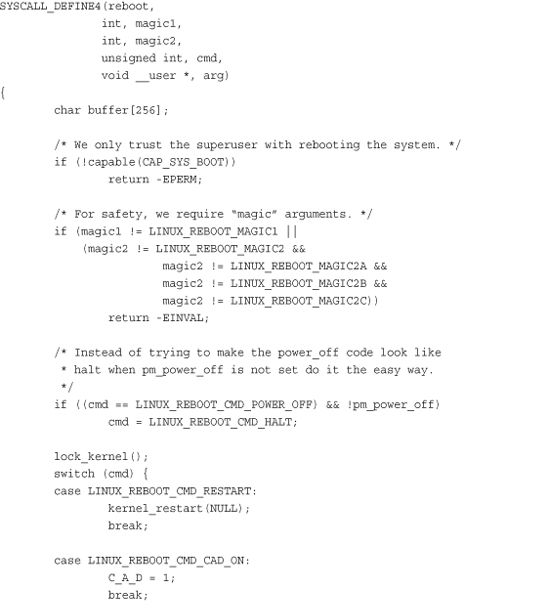 SYSCALL_DEFINE4(reboot,
int, magic1,
int, magic2,
unsigned int, cmd,
void __user *, arg)
{
char buffer[256];
/* We only trust the superuser with rebooting the system. */
if (!capable(CAP_SYS_BOOT))
return -EPERM;
/* For safety, we require “magic” arguments. */
if (magic1 != LINUX_REBOOT_MAGIC1 ||
(magic2 != LINUX_REBOOT_MAGIC2 &&
magic2 != LINUX_REBOOT_MAGIC2A &&
magic2 != LINUX_REBOOT_MAGIC2B &&
magic2 != LINUX_REBOOT_MAGIC2C))
return -EINVAL;
/* Instead of trying to make the power_off code look like
* halt when pm_power_off is not set do it the easy way.
*/
if ((cmd == LINUX_REBOOT_CMD_POWER_OFF) && !pm_power_off)
cmd = LINUX_REBOOT_CMD_HALT;
lock_kernel();
switch (cmd) {
case LINUX_REBOOT_CMD_RESTART:
kernel_restart(NULL);
break;
case LINUX_REBOOT_CMD_CAD_ON:
C_A_D = 1;
break;